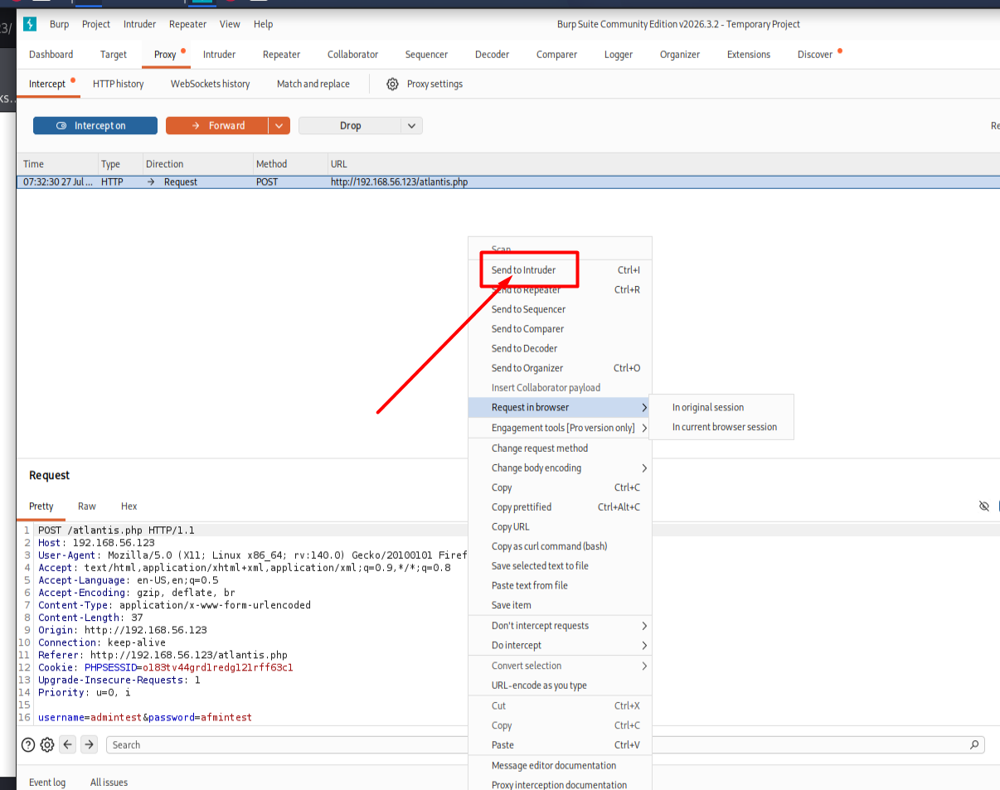 Burp Project Intruder Repeater View Help Burp Suite Community Edition v2026.3.2 - Temporary Project
23/
Dashboard Target Proxy Intruder Repeater Collaborator Sequencer Decoder Comparer Logger Organizer Extensions Discover
Intercept HTTP history WebSockets history Match and replace Proxy settings
ks..
Intercept on Forward Drop Re
Time Type Direction Method URL
07:32:30 27 Jul ... HTTP → Request POST http://192.168.56.123/atlantis.php
Scan
Send to Intruder Ctrl+I
Send to Repeater Ctrl+R
Send to Sequencer
Send to Comparer
Send to Decoder
Send to Organizer Ctrl+O
Insert Collaborator payload
Request in browser In original session
Engagement tools [Pro version only] In current browser session
Change request method
Change body encoding
Copy Ctrl+C
Copy prettified Ctrl+Alt+C
Copy URL
Copy as curl command (bash)
Save selected text to file
Paste text from file
Save item
Don't intercept requests
Do intercept
Convert selection
URL-encode as you type
Cut Ctrl+X
Copy Ctrl+C
Paste Ctrl+V
Message editor documentation
Proxy interception documentation
Request
Pretty Raw Hex
1 POST /atlantis.php HTTP/1.1
2 Host: 192.168.56.123
3 User-Agent: Mozilla/5.0 (X11; Linux x86_64; rv:140.0) Gecko/20100101 Firef
4 Accept: text/html,application/xhtml+xml,application/xml;q=0.9,*/*;q=0.8
5 Accept-Language: en-US,en;q=0.5
6 Accept-Encoding: gzip, deflate, br
7 Content-Type: application/x-www-form-urlencoded
8 Content-Length: 37
9 Origin: http://192.168.56.123
10 Connection: keep-alive
11 Referer: http://192.168.56.123/atlantis.php
12 Cookie: PHPSESSID=ol83tv44grdlredg121rff63c1
13 Upgrade-Insecure-Requests: 1
14 Priority: u=0, i
15
16 username=admintest&password=afmintest
Search
Event log All issues